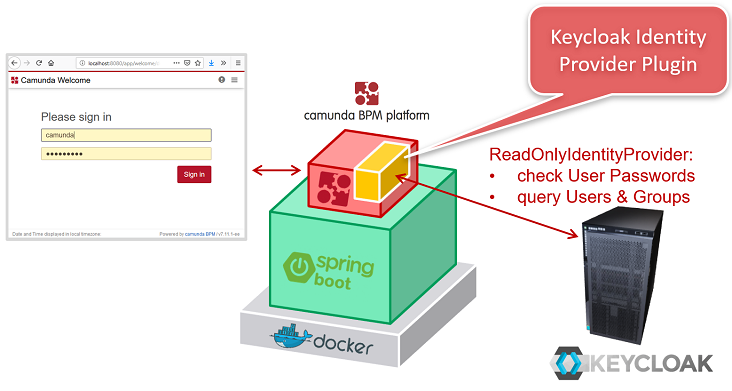 Keycloak Identity
Provider Plugin
localhost:8080/app/welcome/
Camunda Welcome
Please sign in
camunda
Sign in
Date and Time displayed in local timezone.
Powered by camunda BPM / v7.11.1-ee
camunda BPM platform
ReadOnlyIdentityProvider:
• check User Passwords
• query Users & Groups
spring
boot
docker
KEYCLOAK